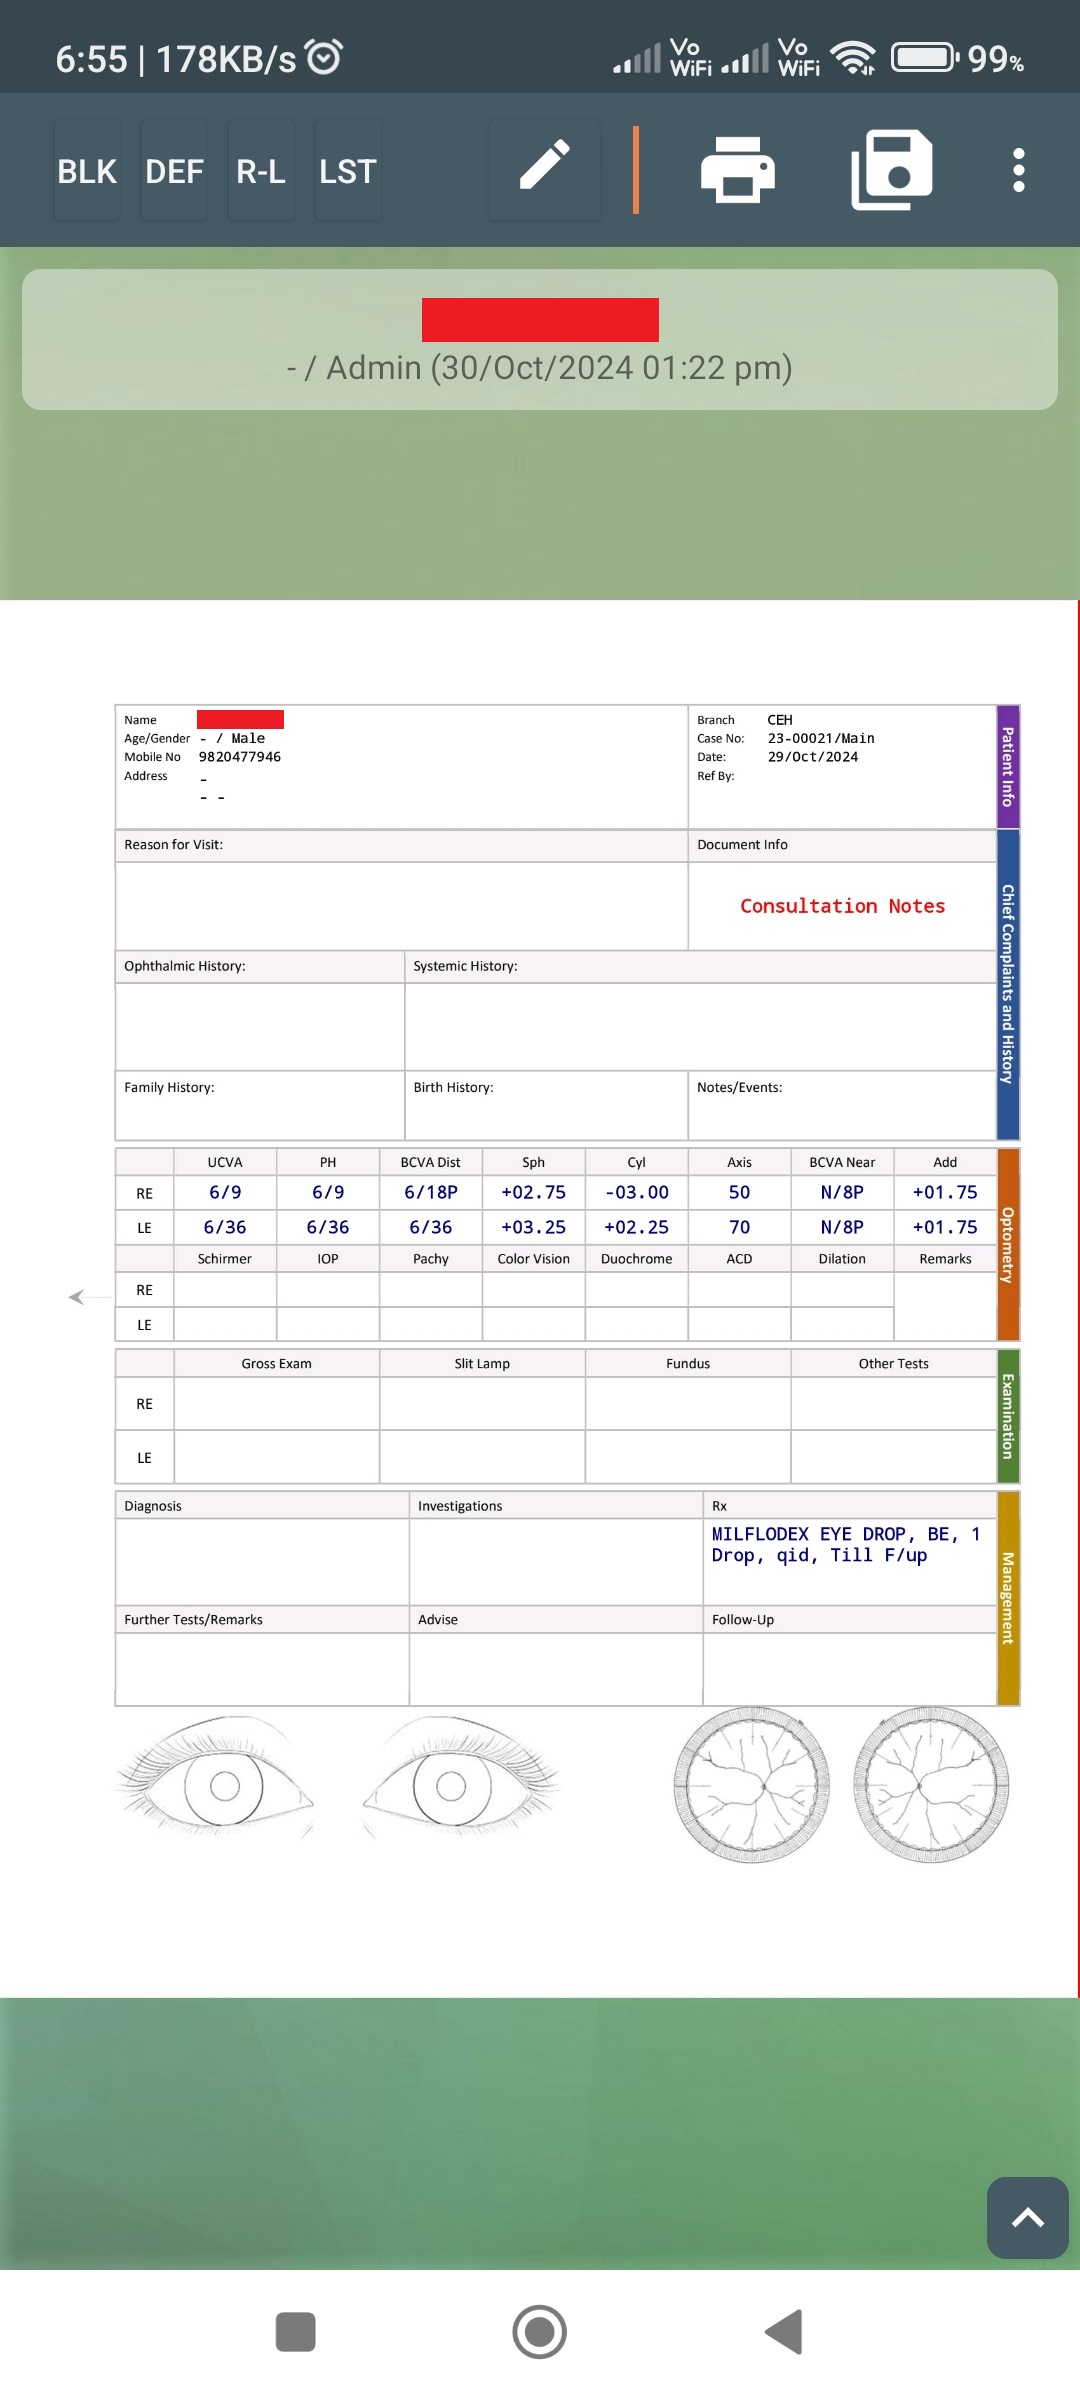 6:55 | 178KB/s
Vo WiFi Vo WiFi 99%
BLK DEF R-L LST
- / Admin (30/Oct/2024 01:22 pm)
Name
Age/Gender - / Male
Mobile No 9820477946
Address -
- -
Branch CEH
Case No: 23-00021/Main
Date: 29/Oct/2024
Ref By:
Patient Info
Reason for Visit: Document Info
Consultation Notes
Ophthalmic History: Systemic History:
Family History: Birth History: Notes/Events:
Chief Complaints and History
UCVA PH BCVA Dist Sph Cyl Axis BCVA Near Add
RE 6/9 6/9 6/18P +02.75 -03.00 50 N/8P +01.75
LE 6/36 6/36 6/36 +03.25 +02.25 70 N/8P +01.75
Schirmer IOP Pachy Color Vision Duochrome ACD Dilation Remarks
RE
LE
Optometry
Gross Exam Slit Lamp Fundus Other Tests
RE
LE
Examination
Diagnosis Investigations Rx
MILFLODEX EYE DROP, BE, 1
Drop, qid, Till F/up
Further Tests/Remarks Advise Follow-Up
Management